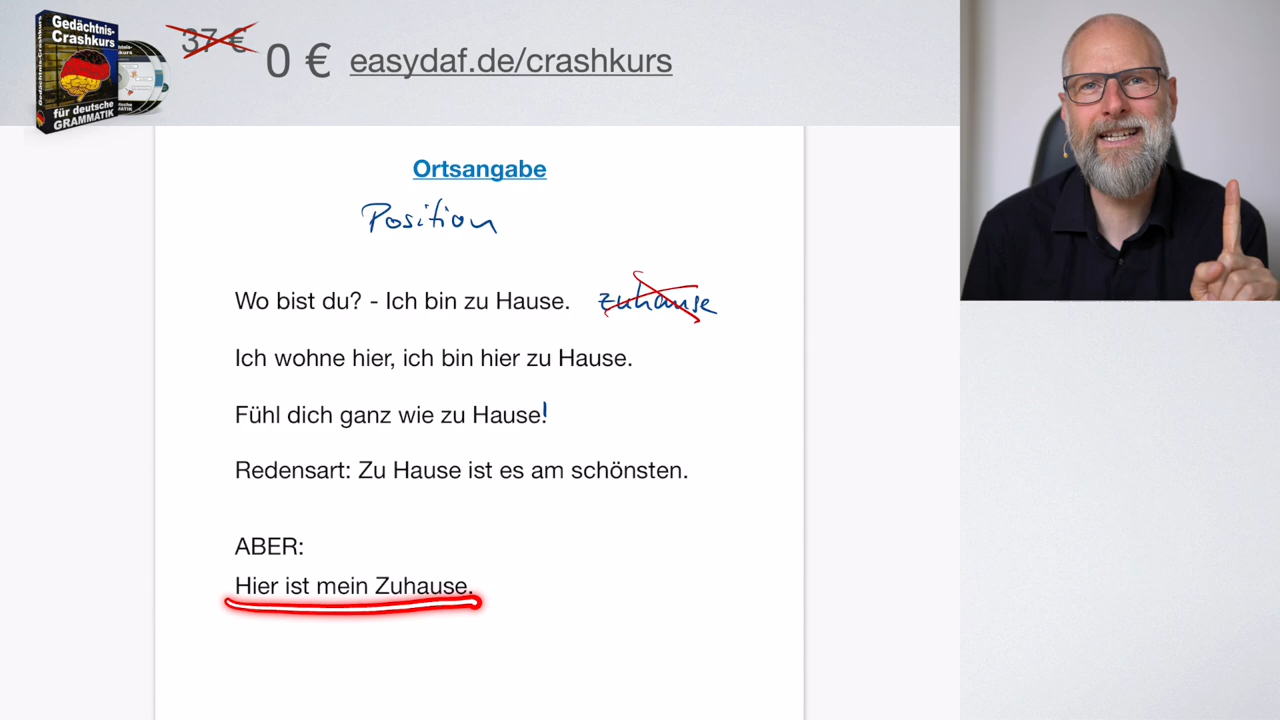 Gedächtnis-
Crashkurs
für deutsche
GRAMMATIK
37 €
0 € easydaf.de/crashkurs
Ortsangabe
Position
Wo bist du? - Ich bin zu Hause. zuhause
Ich wohne hier, ich bin hier zu Hause.
Fühl dich ganz wie zu Hause!
Redensart: Zu Hause ist es am schönsten.
ABER:
Hier ist mein Zuhause.